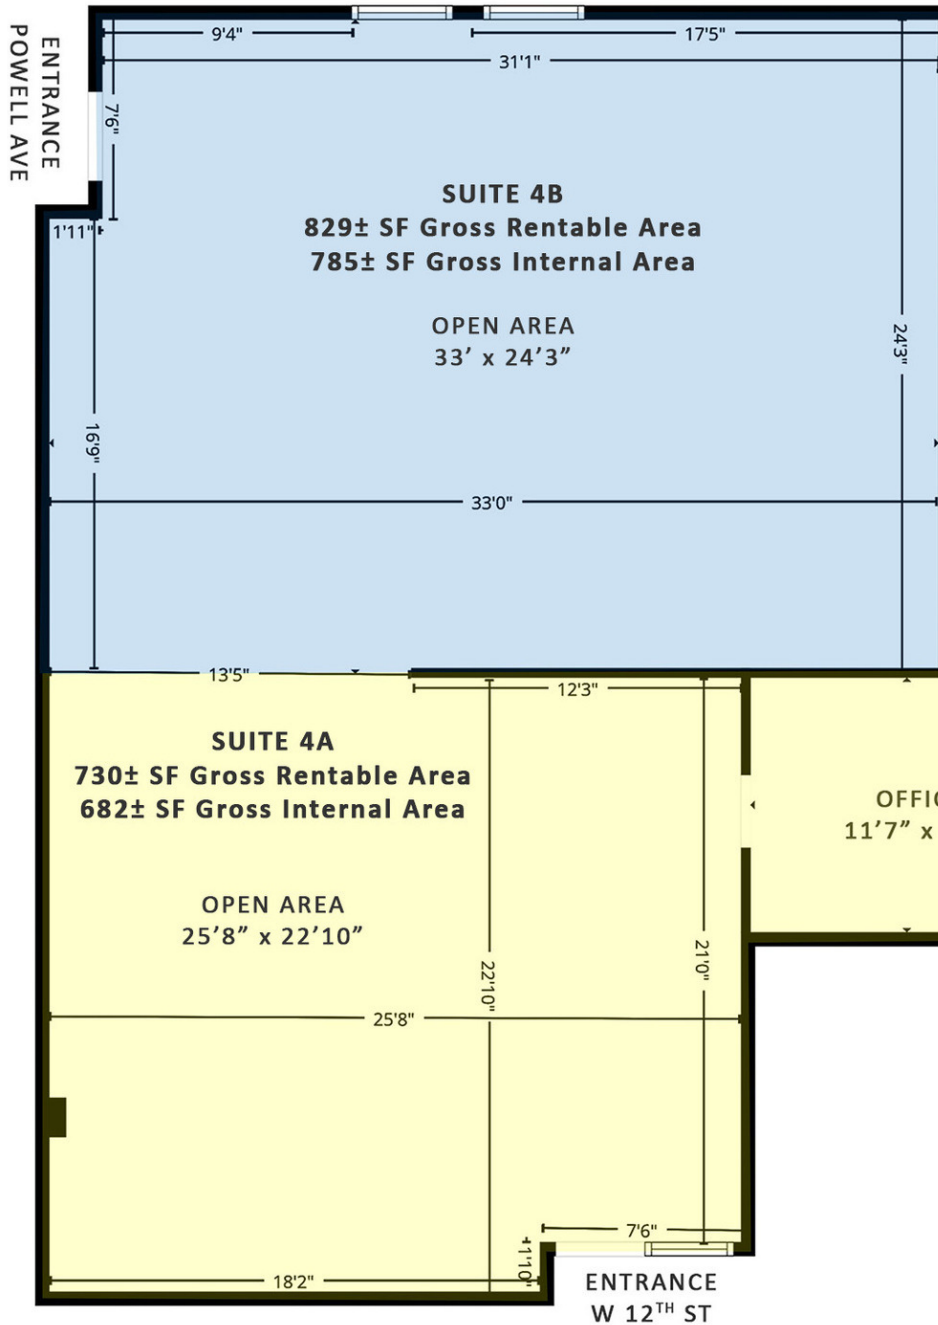 ENTRANCE
POWELL AVE
9'4"
17'5"
31'1"
7'6"
SUITE 4B
829± SF Gross Rentable Area
785± SF Gross Internal Area
1'11"
OPEN AREA
33’ x 24’3”
24'3"
16'9"
33'0"
13'5"
12'3"
SUITE 4A
730± SF Gross Rentable Area
682± SF Gross Internal Area
OFFIC
11’7” x
OPEN AREA
25’8” x 22’10”
22'10"
21'0"
25'8"
7'6"
1'10"
18'2"
ENTRANCE
W 12TH ST